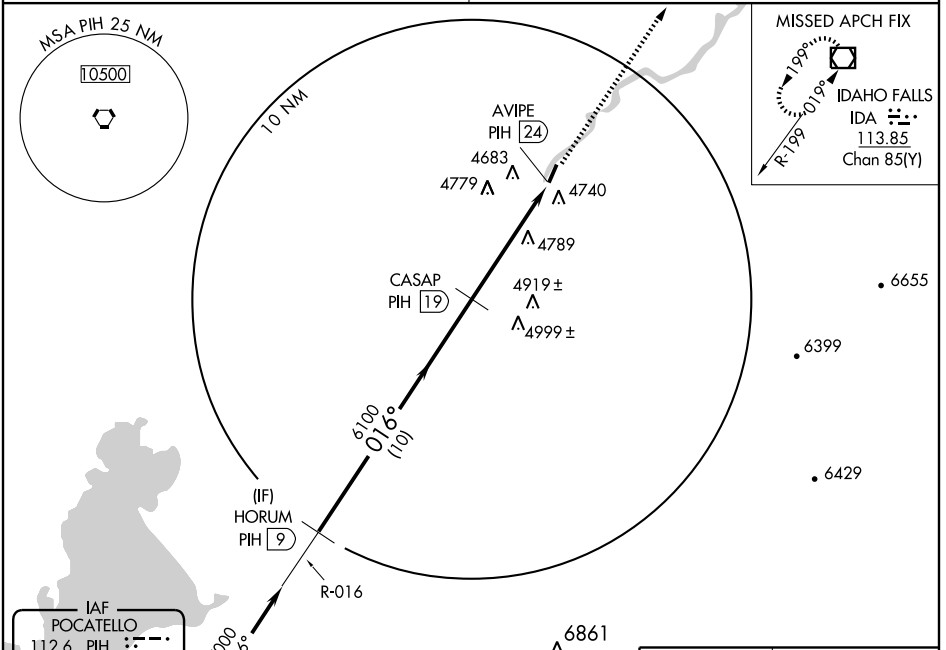 MSA PIH 25 NM
10500
10 NM
MISSED APCH FIX
199°
019°
R-199
IDAHO FALLS
IDA
113.85
Chan 85(Y)
AVIPE
PIH 24
4683
4779
4740
4789
CASAP
PIH 19
4919 ±
4999 ±
6655
6399
6429
6100
016°
(10)
(IF)
HORUM
PIH 9
R-016
IAF
POCATELLO
112.6 PIH
6861